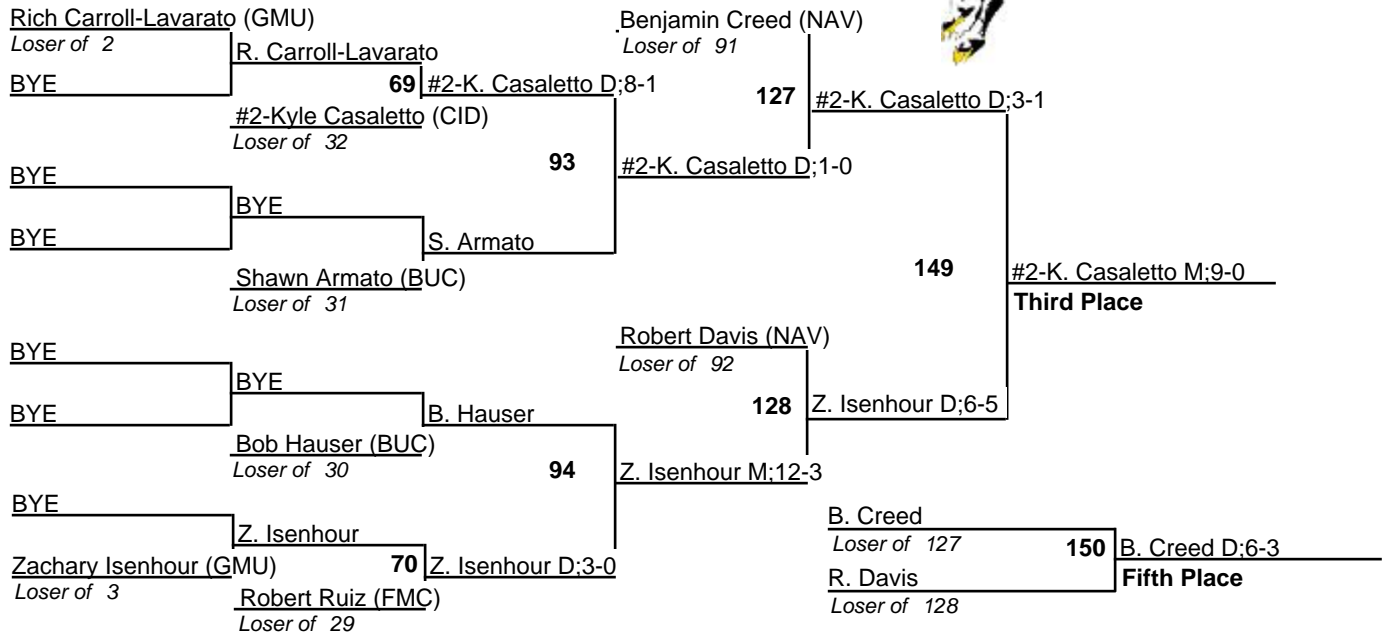 Rich Carroll-Lavarato (GMU)
Loser of 2
R. Carroll-Lavarato
BYE
69
#2-K. Casaletto D;8-1
#2-Kyle Casaletto (CID)
Loser of 32
BYE
BYE
BYE
S. Armato
Shawn Armato (BUC)
Loser of 31
93
#2-K. Casaletto D;1-0
Benjamin Creed (NAV)
Loser of 91
127
#2-K. Casaletto D;3-1
149
#2-K. Casaletto M;9-0
Third Place
BYE
BYE
BYE
B. Hauser
Bob Hauser (BUC)
Loser of 30
94
Z. Isenhour M;12-3
Robert Davis (NAV)
Loser of 92
128
Z. Isenhour D;6-5
BYE
Z. Isenhour
Zachary Isenhour (GMU)
Loser of 3
70
Z. Isenhour D;3-0
Robert Ruiz (FMC)
Loser of 29
B. Creed
Loser of 127
150
B. Creed D;6-3
Fifth Place
R. Davis
Loser of 128